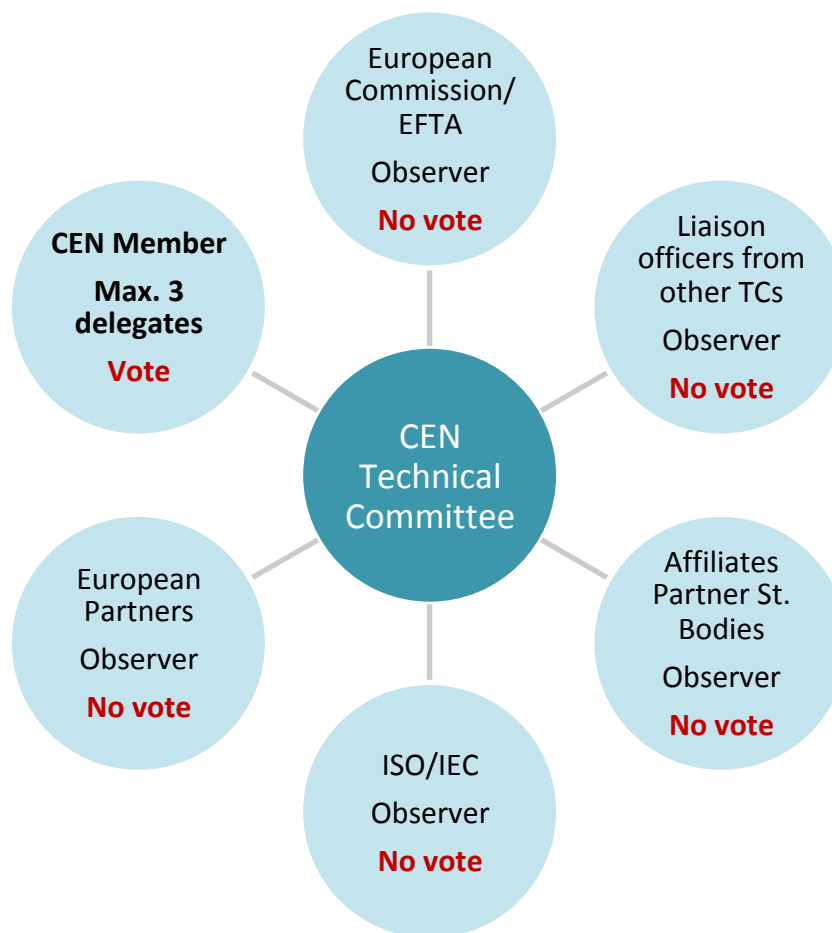 European
Commission/
EFTA
Observer
No vote
Liaison
officers from
other TCs
Observer
No vote
Affiliates
Partner St.
Bodies
Observer
No vote
ISO/IEC
Observer
No vote
European
Partners
Observer
No vote
CEN Member
Max. 3
delegates
Vote
CEN
Technical
Committee